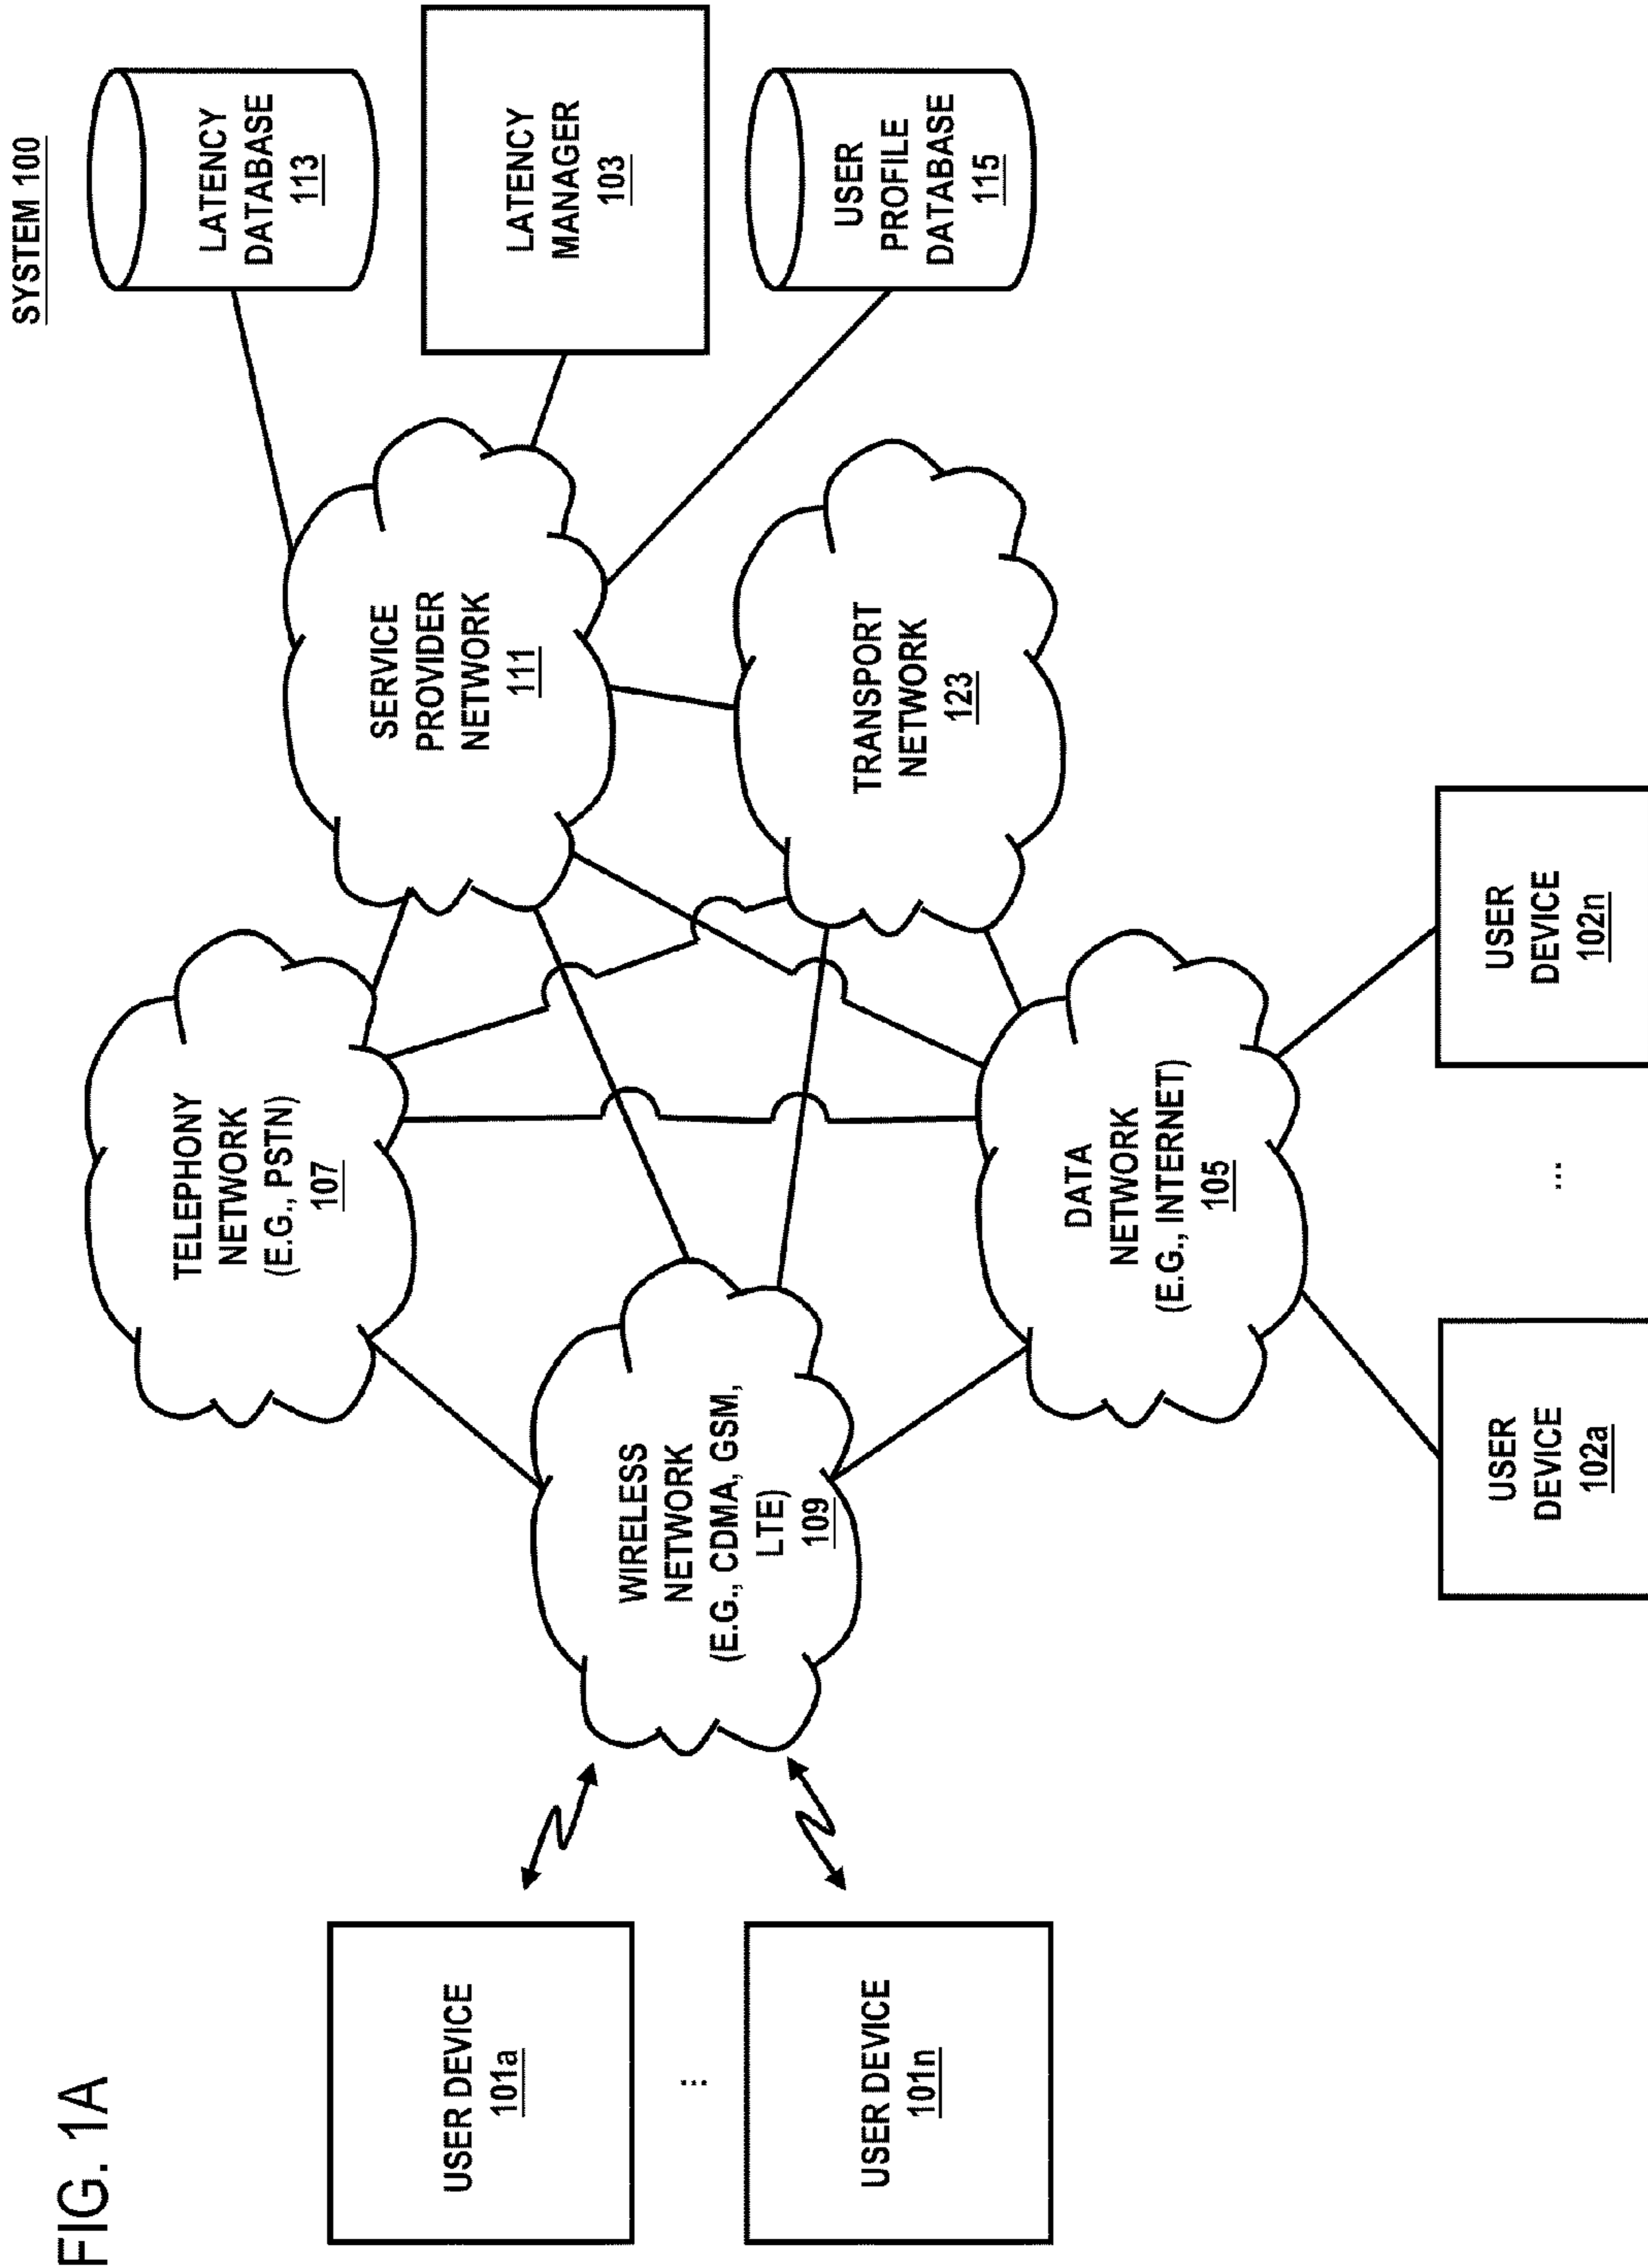 FIG. 1A
SYSTEM 100
TELEPHONY
NETWORK
(E.G., PSTN)
107
SERVICE
PROVIDER
NETWORK
111
LATENCY
DATABASE
113
LATENCY
MANAGER
103
USER
PROFILE
DATABASE
115
USER DEVICE
101a
...
USER DEVICE
101n
WIRELESS
NETWORK
(E.G., CDMA, GSM,
LTE)
109
TRANSPORT
NETWORK
123
DATA
NETWORK
(E.G., INTERNET)
105
USER
DEVICE
102a
...
USER
DEVICE
102n